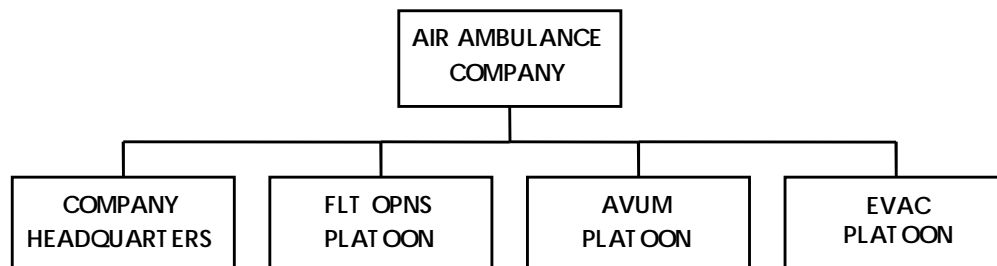 AIR AMBULANCE
COMPANY
COMPANY
HEADQUARTERS
FLT OPNS
PLATOON
AVUM
PLATOON
EVAC
PLATOON